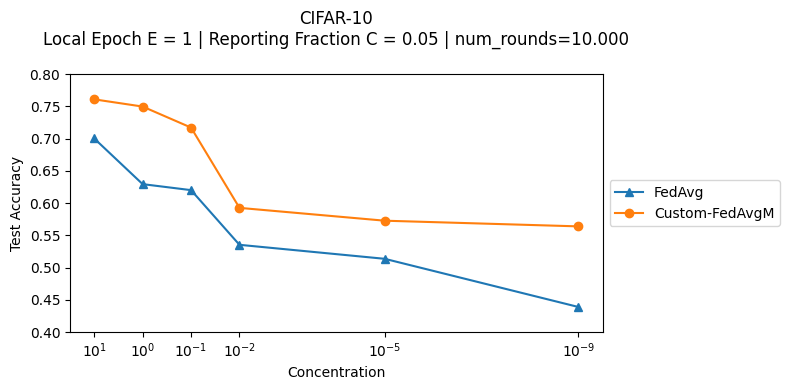 CIFAR-10
Local Epoch E = 1 | Reporting Fraction C = 0.05 | num_rounds=10.000
0.80
0.75
0.70
0.65
0.60
0.55
0.50
0.45
0.40
Test Accuracy
10¹ 10⁰ 10⁻¹ 10⁻² 10⁻⁵ 10⁻⁹
Concentration
FedAvg
Custom-FedAvgM